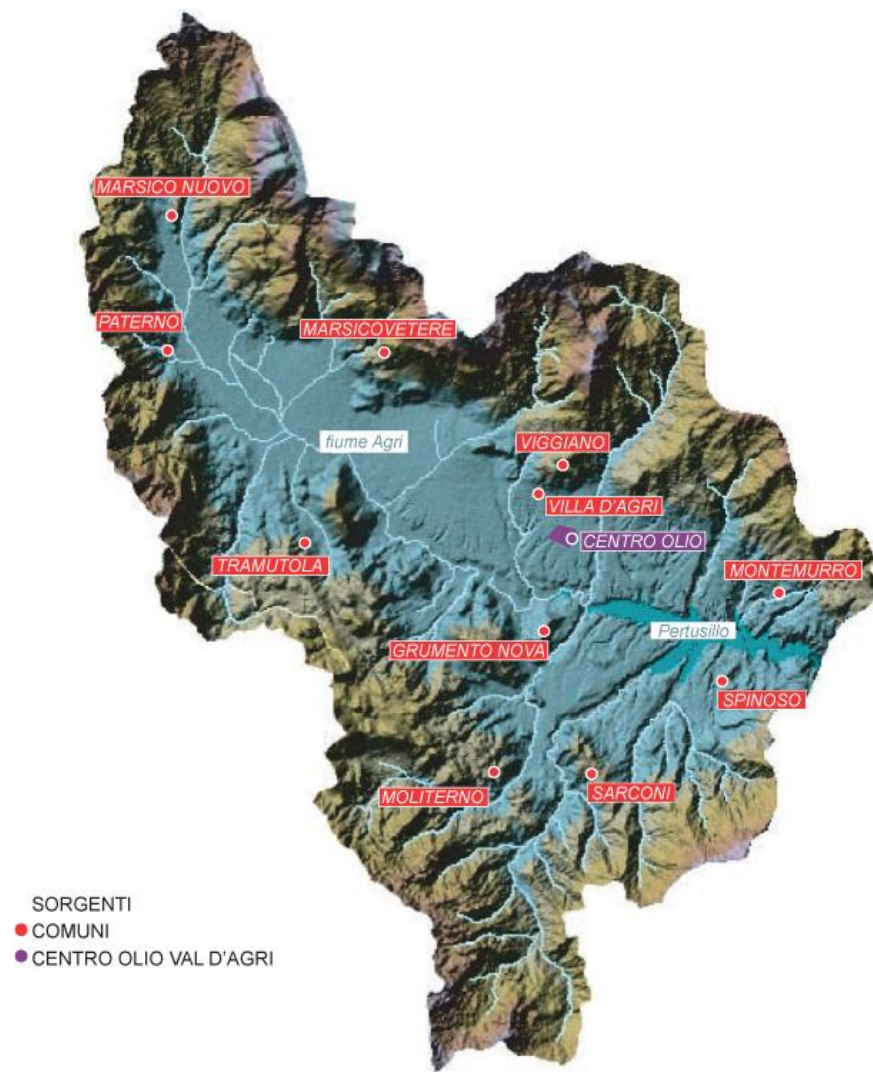 MARSICO NUOVO
PATERNO
MARSICOVETERE
fiume Agri
VIGGIANO
VILLA D'AGRI
CENTRO OLIO
TRAMUTOLA
MONTEMURRO
Pertusillo
GRUMENTO NOVA
SPINOSO
MOLITERNO
SARCONI
SORGENTI
COMUNI
CENTRO OLIO VAL D'AGRI